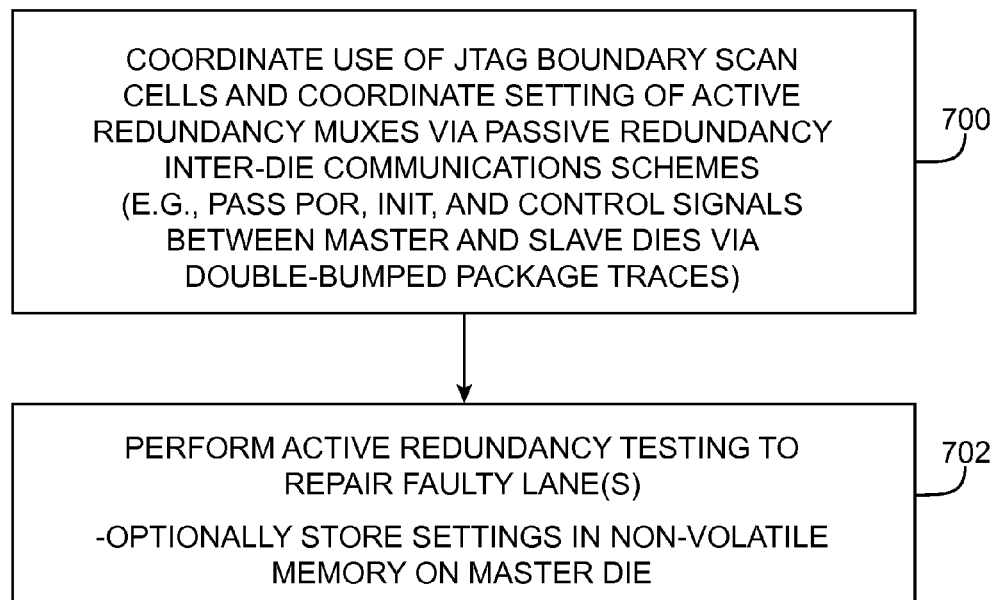 COORDINATE USE OF JTAG BOUNDARY SCAN
CELLS AND COORDINATE SETTING OF ACTIVE
REDUNDANCY MUXES VIA PASSIVE REDUNDANCY
INTER-DIE COMMUNICATIONS SCHEMES
(E.G., PASS POR, INIT, AND CONTROL SIGNALS
BETWEEN MASTER AND SLAVE DIES VIA
DOUBLE-BUMPED PACKAGE TRACES)
700
PERFORM ACTIVE REDUNDANCY TESTING TO
REPAIR FAULTY LANE(S)
-OPTIONALLY STORE SETTINGS IN NON-VOLATILE
MEMORY ON MASTER DIE
702